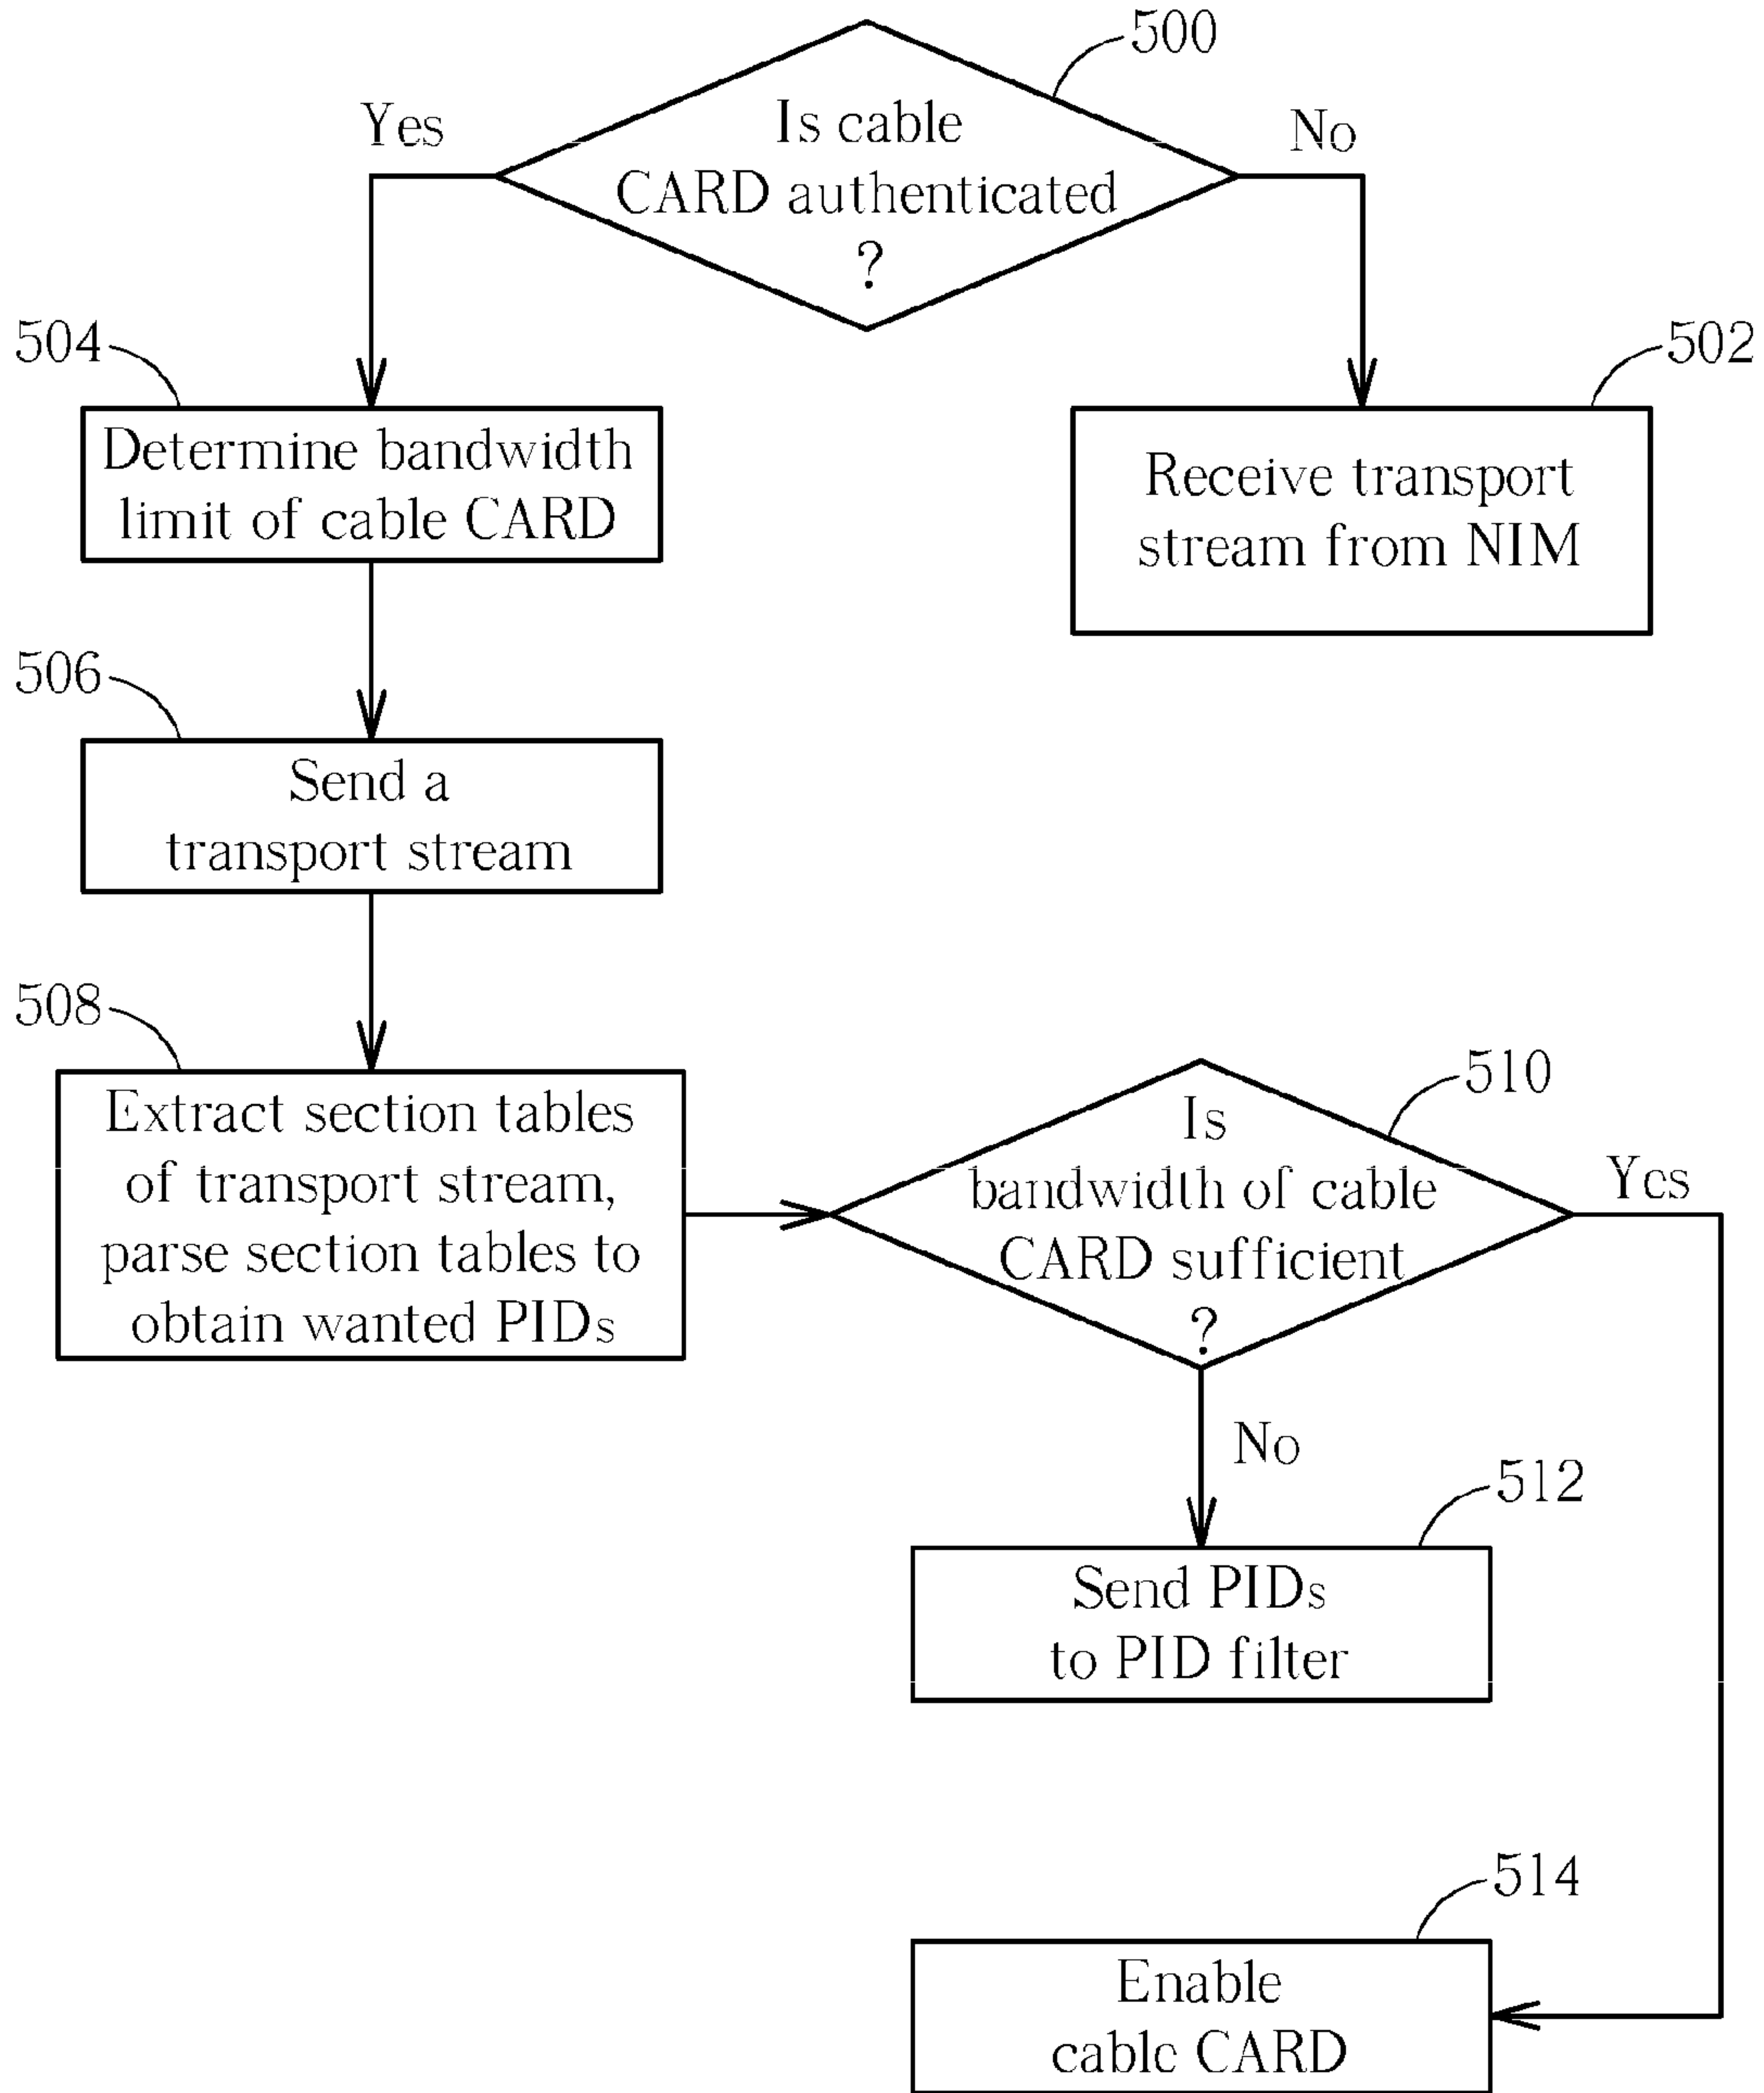 500
Yes
Is cable
CARD authenticated
?
No
504
Determine bandwidth
limit of cable CARD
502
Receive transport
stream from NIM
506
Send a
transport stream
508
Extract section tables
of transport stream,
parse section tables to
obtain wanted PIDs
510
Is
bandwidth of cable
CARD sufficient
?
Yes
No
512
Send PIDs
to PID filter
514
Enable
cable CARD